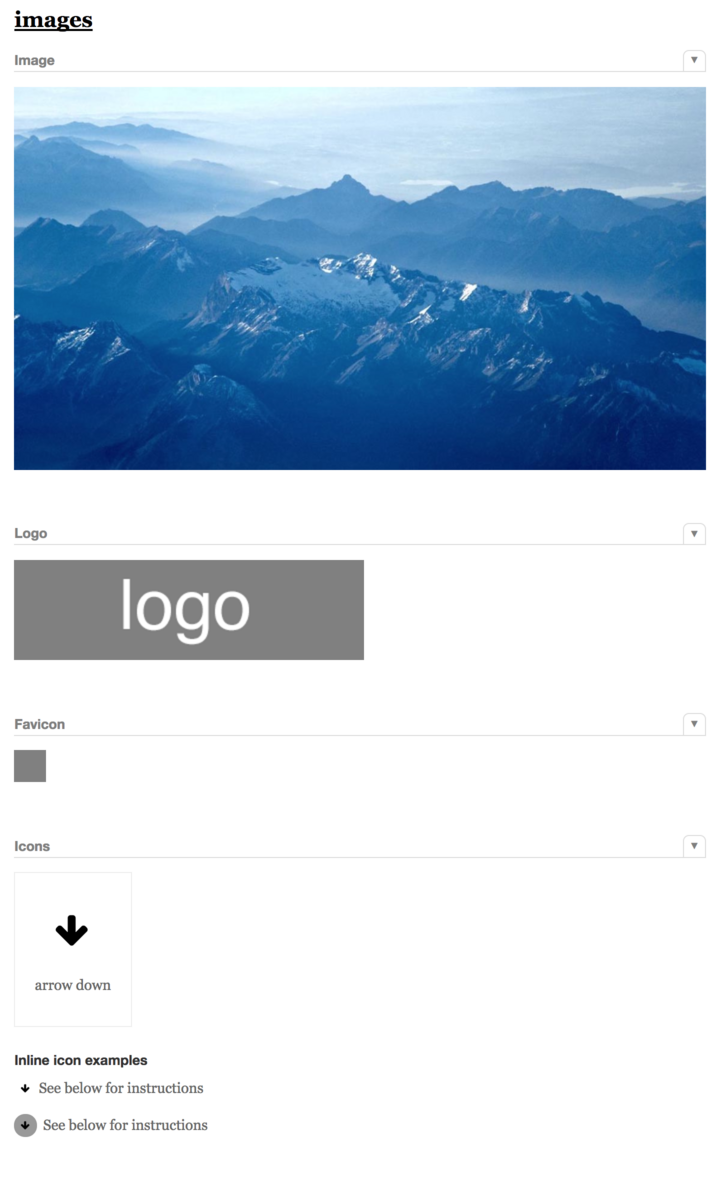 images
Image
Logo
logo
Favicon
Icons
arrow down
Inline icon examples
See below for instructions
See below for instructions